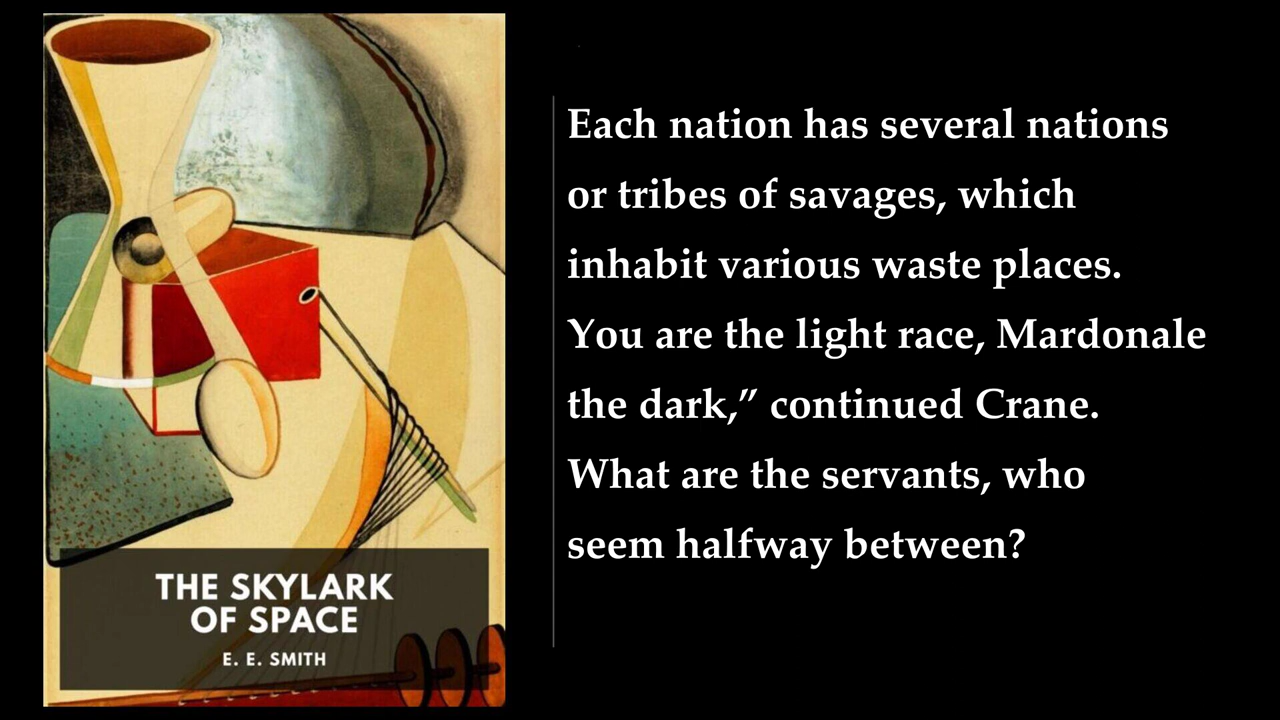 THE SKYLARK
OF SPACE
E. E. SMITH
Each nation has several nations
or tribes of savages, which
inhabit various waste places.
You are the light race, Mardonale
the dark,” continued Crane.
What are the servants, who
seem halfway between?